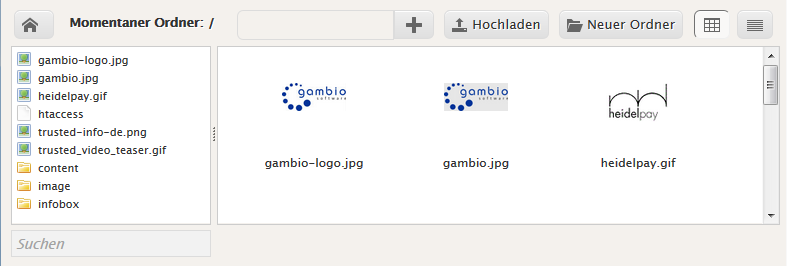 Momentaner Ordner: /
Hochladen
Neuer Ordner
gambio-logo.jpg
gambio.jpg
heidelpay.gif
htaccess
trusted-info-de.png
trusted_video_teaser.gif
content
image
infobox
gambio
software
gambio
software
heidelpay
gambio-logo.jpg
gambio.jpg
heidelpay.gif
Suchen